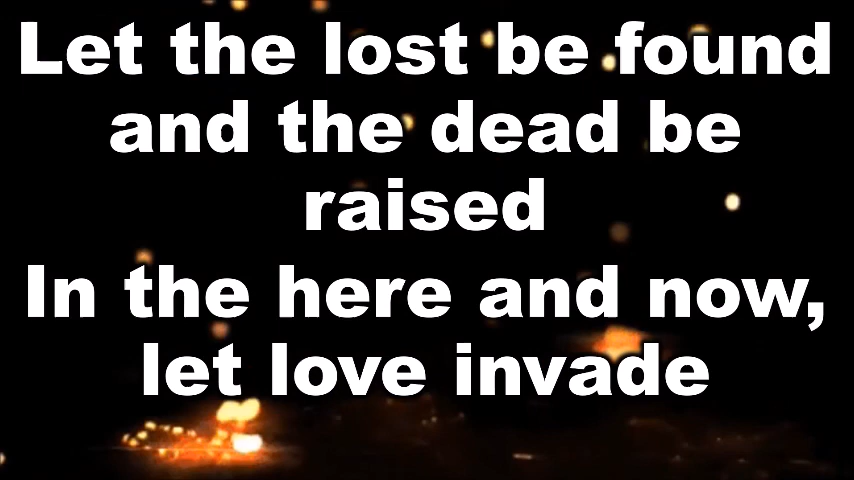 Let the lost be found
and the dead be
raised
In the here and now,
let love invade